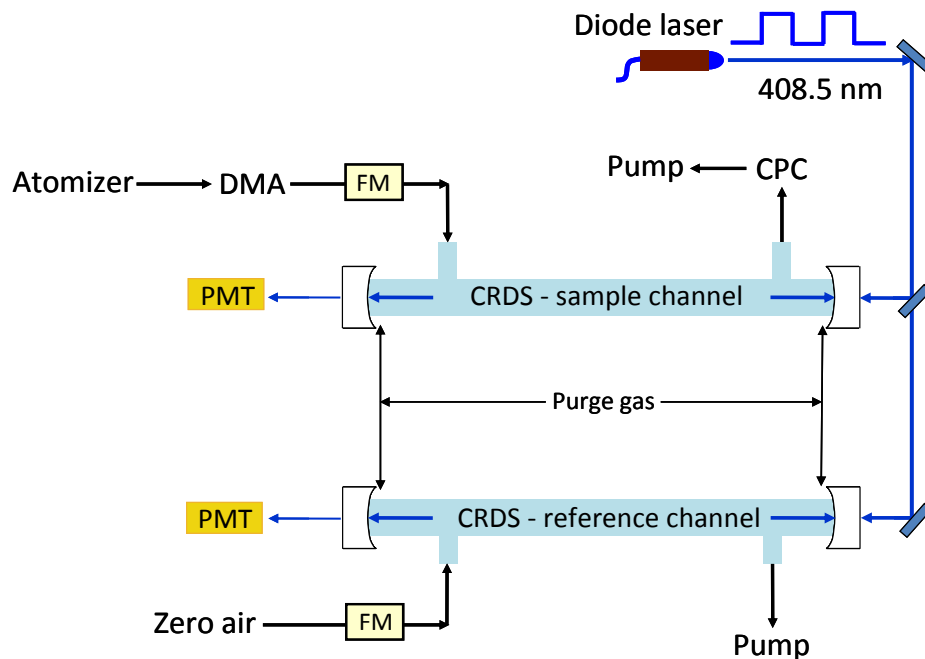 Diode laser
408.5 nm
Pump
CPC
Atomizer
DMA
FM
PMT
CRDS - sample channel
Purge gas
PMT
CRDS - reference channel
Zero air
FM
Pump